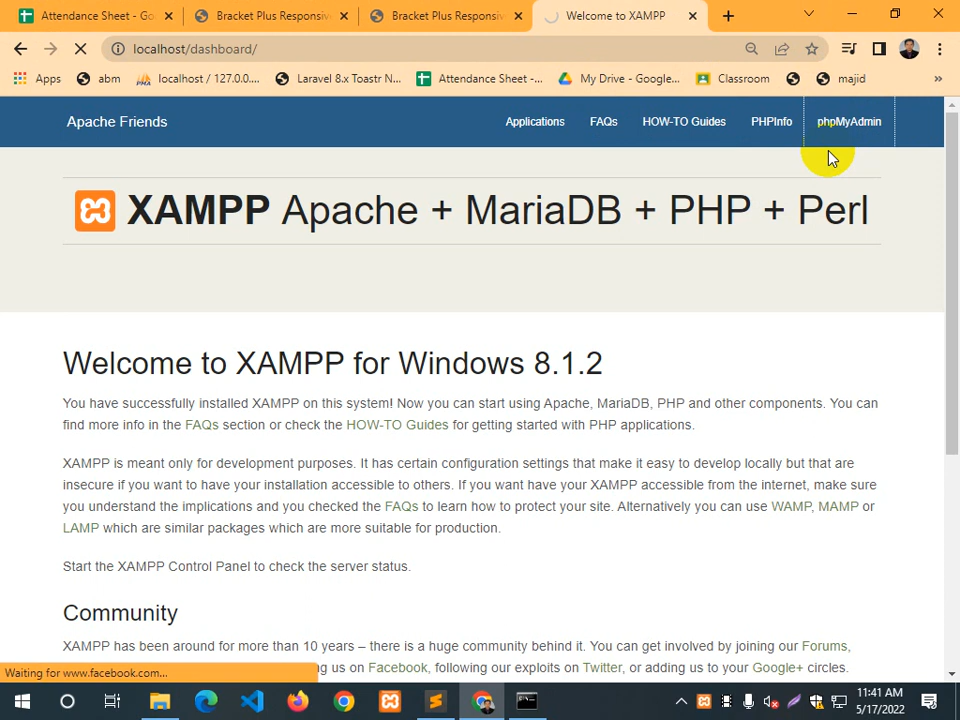 Attendance Sheet - Go
Bracket Plus Responsiv
Bracket Plus Responsiv
Welcome to XAMPP
localhost/dashboard/
Apps
abm
localhost / 127.0.0....
Laravel 8.x Toastr N...
Attendance Sheet -...
My Drive - Google...
Classroom
majid
Apache Friends
Applications
FAQs
HOW-TO Guides
PHPInfo
phpMyAdmin
XAMPP Apache + MariaDB + PHP + Perl
Welcome to XAMPP for Windows 8.1.2
You have successfully installed XAMPP on this system! Now you can start using Apache, MariaDB, PHP and other components. You can
find more info in the FAQs section or check the HOW-TO Guides for getting started with PHP applications.
XAMPP is meant only for development purposes. It has certain configuration settings that make it easy to develop locally but that are
insecure if you want to have your installation accessible to others. If you want have your XAMPP accessible from the internet, make sure
you understand the implications and you checked the FAQs to learn how to protect your site. Alternatively you can use WAMP, MAMP or
LAMP which are similar packages which are more suitable for production.
Start the XAMPP Control Panel to check the server status.
Community
XAMPP has been around for more than 10 years – there is a huge community behind it. You can get involved by joining our Forums,
ng us on Facebook, following our exploits on Twitter, or adding us to your Google+ circles.
Waiting for www.facebook.com...
11:41 AM
5/17/2022